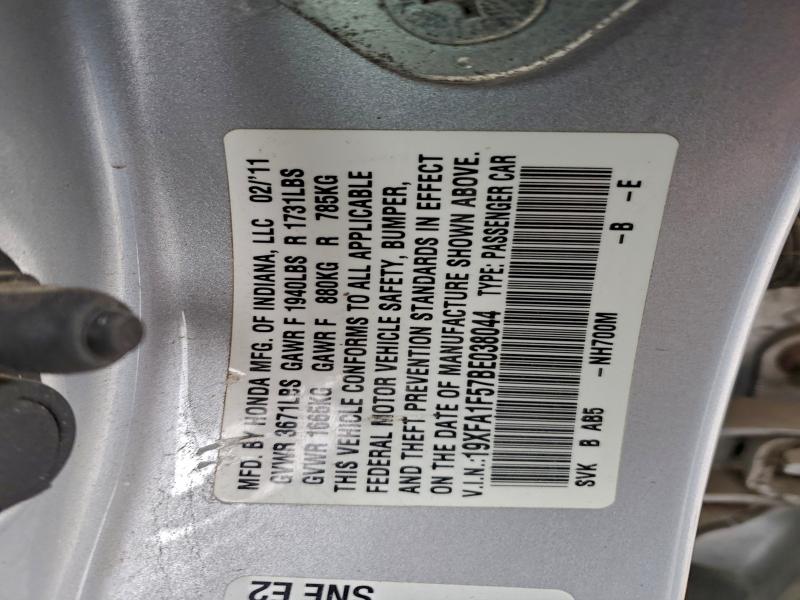 MFD. BY HONDA MFG. OF INDIANA, LLC 02/'11
GVWR 3671LBS GAWR F 1940LBS R 1731LBS
GVWR 1665KG GAWR F 880KG R 785KG
THIS VEHICLE CONFORMS TO ALL APPLICABLE
FEDERAL MOTOR VEHICLE SAFETY, BUMPER,
AND THEFT PREVENTION STANDARDS IN EFFECT
ON THE DATE OF MANUFACTURE SHOWN ABOVE.
V.I.N.:19XFA1F57BE038044 TYPE: PASSENGER CAR
SVK B AB5 -NH700M -B -E
SNE E2